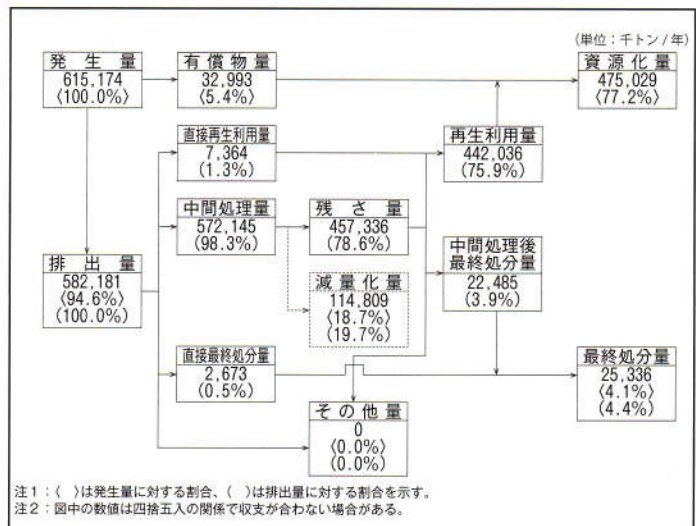 (単位:千トン/年)
発生量
615,174
〈100.0%〉
有償物量
32,993
(5.4%)
資源化量
475,029
〈77.2%〉
直接再生利用量
7,364
(1.3%)
再生利用量
442,036
(75.9%)
中間処理量
572,145
(98.3%)
残さ量
457,336
(78.6%)
中間処理後
最終処分量
22,485
(3.9%)
排出量
582,181
〈94.6%〉
(100.0%)
減量化量
114,809
〈18.7%〉
(19.7%)
直接最終処分量
2,673
(0.5%)
最終処分量
25,336
〈4.1%〉
(4.4%)
その他量
0
〈0.0%〉
(0.0%)
注1:〈 〉は発生量に対する割合、( )は排出量に対する割合を示す。
注2:図中の数値は四捨五入の関係で収支が合わない場合がある。